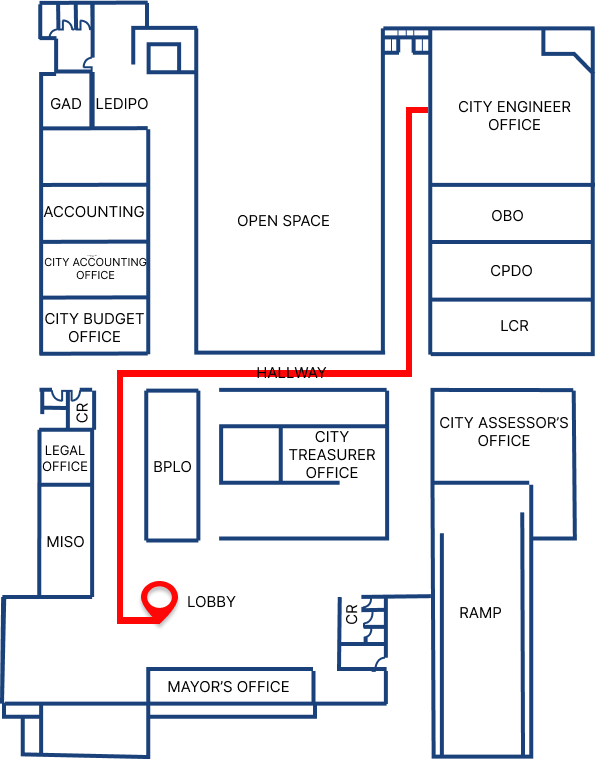 GAD
LEDIPO
CITY ENGINEER
OFFICE
ACCOUNTING
OPEN SPACE
OBO
CITY ACCOUNTING
OFFICE
CPDO
CITY BUDGET
OFFICE
LCR
HALLWAY
CR
LEGAL
OFFICE
BPLO
CITY
TREASURER
OFFICE
CITY ASSESSOR'S
OFFICE
MISO
LOBBY
CR
RAMP
MAYOR'S OFFICE